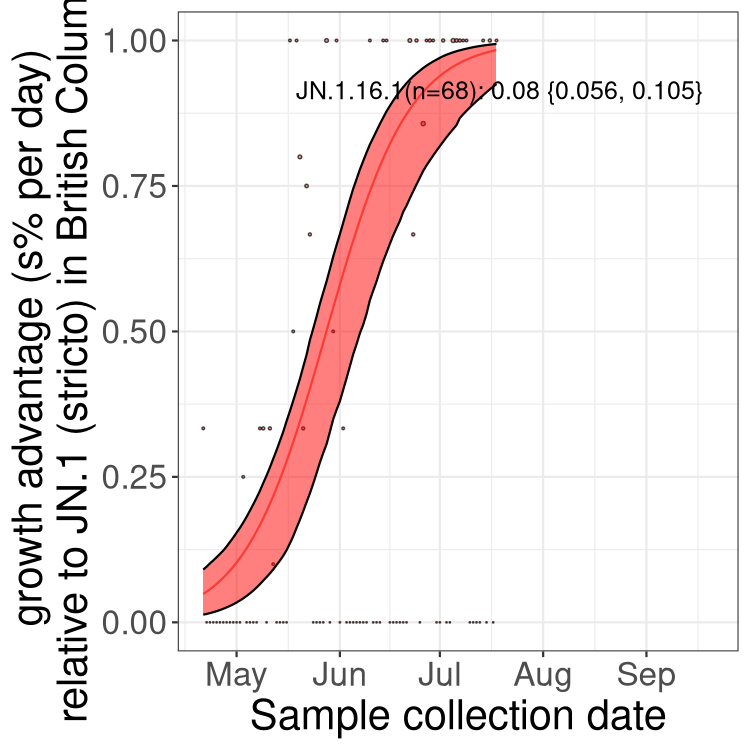 growth advantage (s% per day)
relative to JN.1 (stricto) in British Colum
1.00
0.75
0.50
0.25
0.00
JN.1.16.1(n=68): 0.08 {0.056, 0.105}
May Jun Jul Aug Sep
Sample collection date